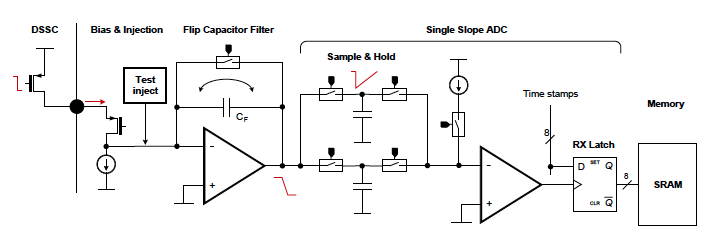 DSSC
Bias & Injection
Flip Capacitor Filter
Single Slope ADC
Sample & Hold
Test
inject
CF
Time stamps
Memory
8
RX Latch
D SET Q
CLR Q
8
SRAM
−
+
−
+